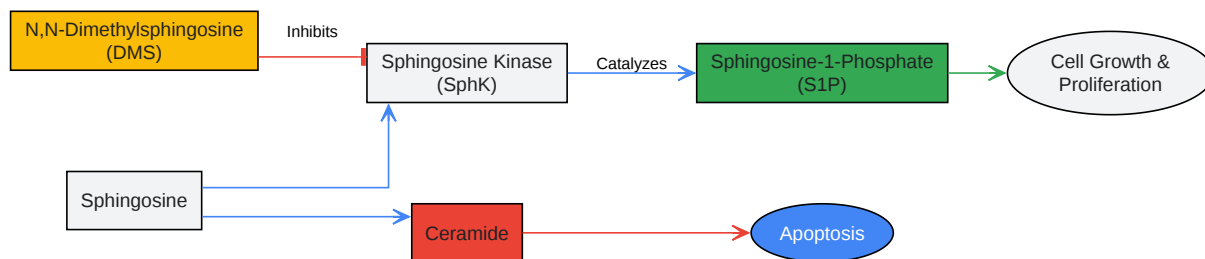 N,N-Dimethylsphingosine
(DMS)
Inhibits
Sphingosine Kinase
(SphK)
Catalyzes
Sphingosine-1-Phosphate
(S1P)
Cell Growth &
Proliferation
Sphingosine
Ceramide
Apoptosis